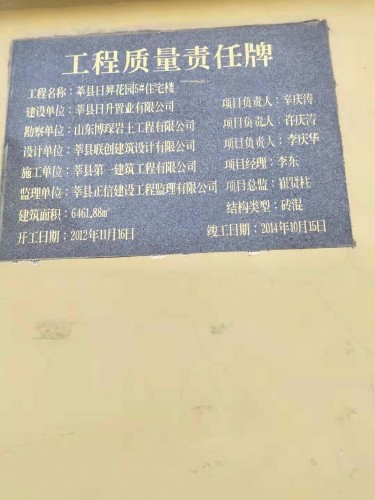 工程质量责任牌
工程名称：莘县日昇花园5#住宅楼
建设单位：莘县日升置业有限公司 项目负责人：辛庆涛
勘察单位：山东博琛岩土工程有限公司 项目负责人：许庆涛
设计单位：莘县联创建筑设计有限公司 项目负责人：李庆华
施工单位：莘县第一建筑工程有限公司 项目经理：李东
监理单位：莘县正信建设工程监理有限公司 项目总监：崔贤柱
建筑面积：6461.88㎡ 结构类型：砖混
开工日期：2012年11月16日 竣工日期：2014年10月15日